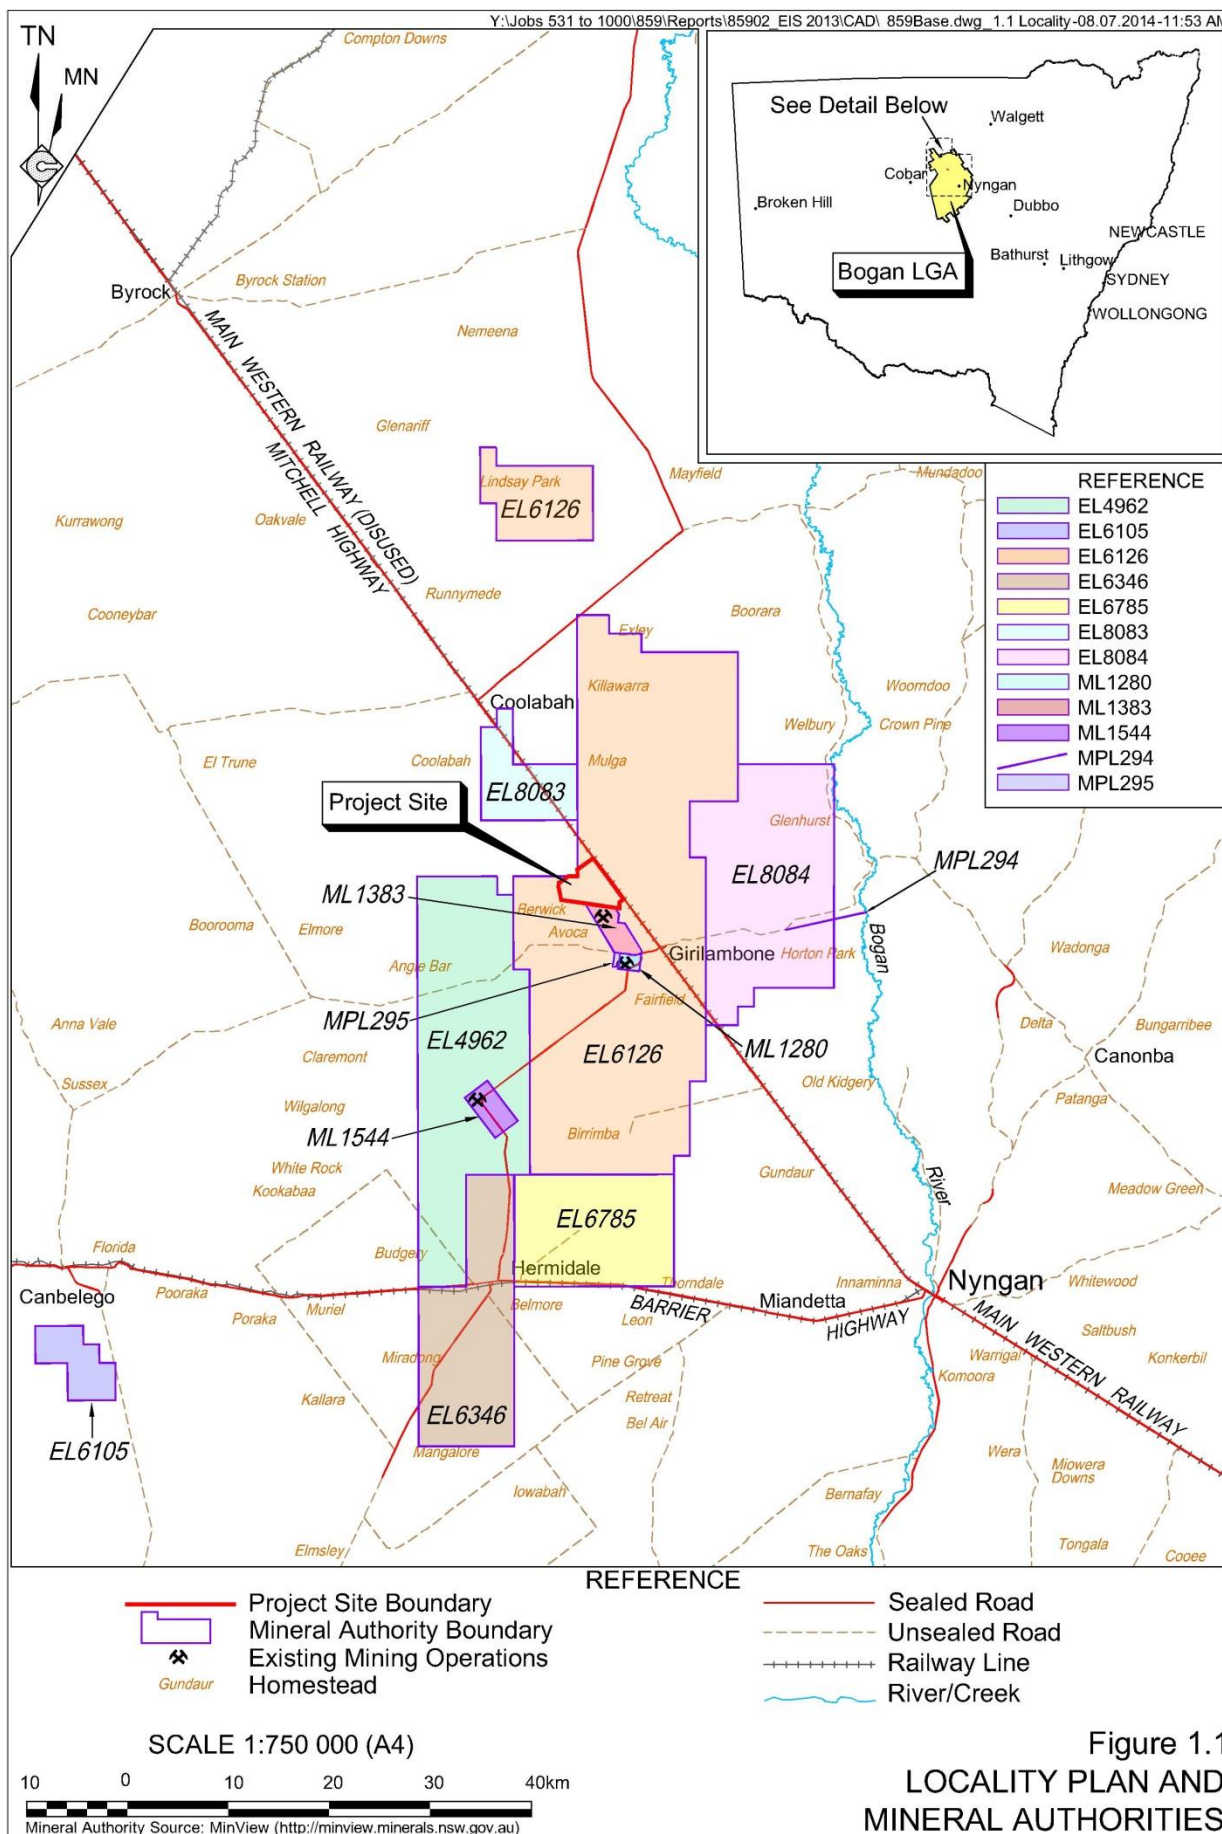 Y:\Jobs 531 to 1000\859\Reports\85902_EIS 2013\CAD\ 859Base.dwg_1.1 Locality-08.07.2014-11:53 AM
TN
MN
See Detail Below
Walgett
Cobar
Nyngan
Broken Hill
Dubbo
NEWCASTLE
Bathurst
Lithgow
SYDNEY
WOLLONGONG
Bogan LGA
Compton Downs
Byrock
Byrock Station
Nemeena
MAIN WESTERN RAILWAY (DISUSED)
MITCHELL HIGHWAY
Glenariff
Lindsay Park
EL6126
Mayfield
Mundadoo
Kurrawong
Oakvale
Runnymede
Cooneybar
Boorara
Exley
REFERENCE
EL4962
EL6105
EL6126
EL6346
EL6785
EL8083
EL8084
ML1280
ML1383
ML1544
MPL294
MPL295
Killawarra
Woorndoo
Coolabah
Welbury
Crown Pine
El Trune
Coolabah
Mulga
EL8083
Project Site
Glenhurst
MPL294
EL8084
ML1383
Berwick
Avoca
Boorooma
Elmore
Girilambone
Horton Park
Bogan
Wadonga
Angle Bar
Fairfield
MPL295
Anna Vale
Delta
Bungarribee
EL4962
EL6126
ML1280
Canonba
Claremont
Sussex
Old Kidgery
Wilgalong
Patanga
ML1544
Birrimba
White Rock
Kookabaa
Gundaur
River
Meadow Green
EL6785
Florida
Budgery
Hermidale
Thorndale
Innaminna
Nyngan
Whitewood
Canbelego
Pooraka
Poraka
Muriel
Belmore
Leon
BARRIER
Miandetta
HIGHWAY
MAIN WESTERN RAILWAY
Saltbush
Miradong
Pine Grove
Warrigal
Konkerbil
Komoora
Kallara
Retreat
Bel Air
EL6346
EL6105
Mangalore
Wera
Miowera
Downs
Iowabah
Bernafay
Elmsley
The Oaks
Tongala
Cooee
REFERENCE
Project Site Boundary
Mineral Authority Boundary
Existing Mining Operations
Gundaur
Homestead
Sealed Road
Unsealed Road
Railway Line
River/Creek
SCALE 1:750 000 (A4)
10 0 10 20 30 40km
Mineral Authority Source: MinView (http://minview.minerals.nsw.gov.au)
Figure 1.1
LOCALITY PLAN AND
MINERAL AUTHORITIES